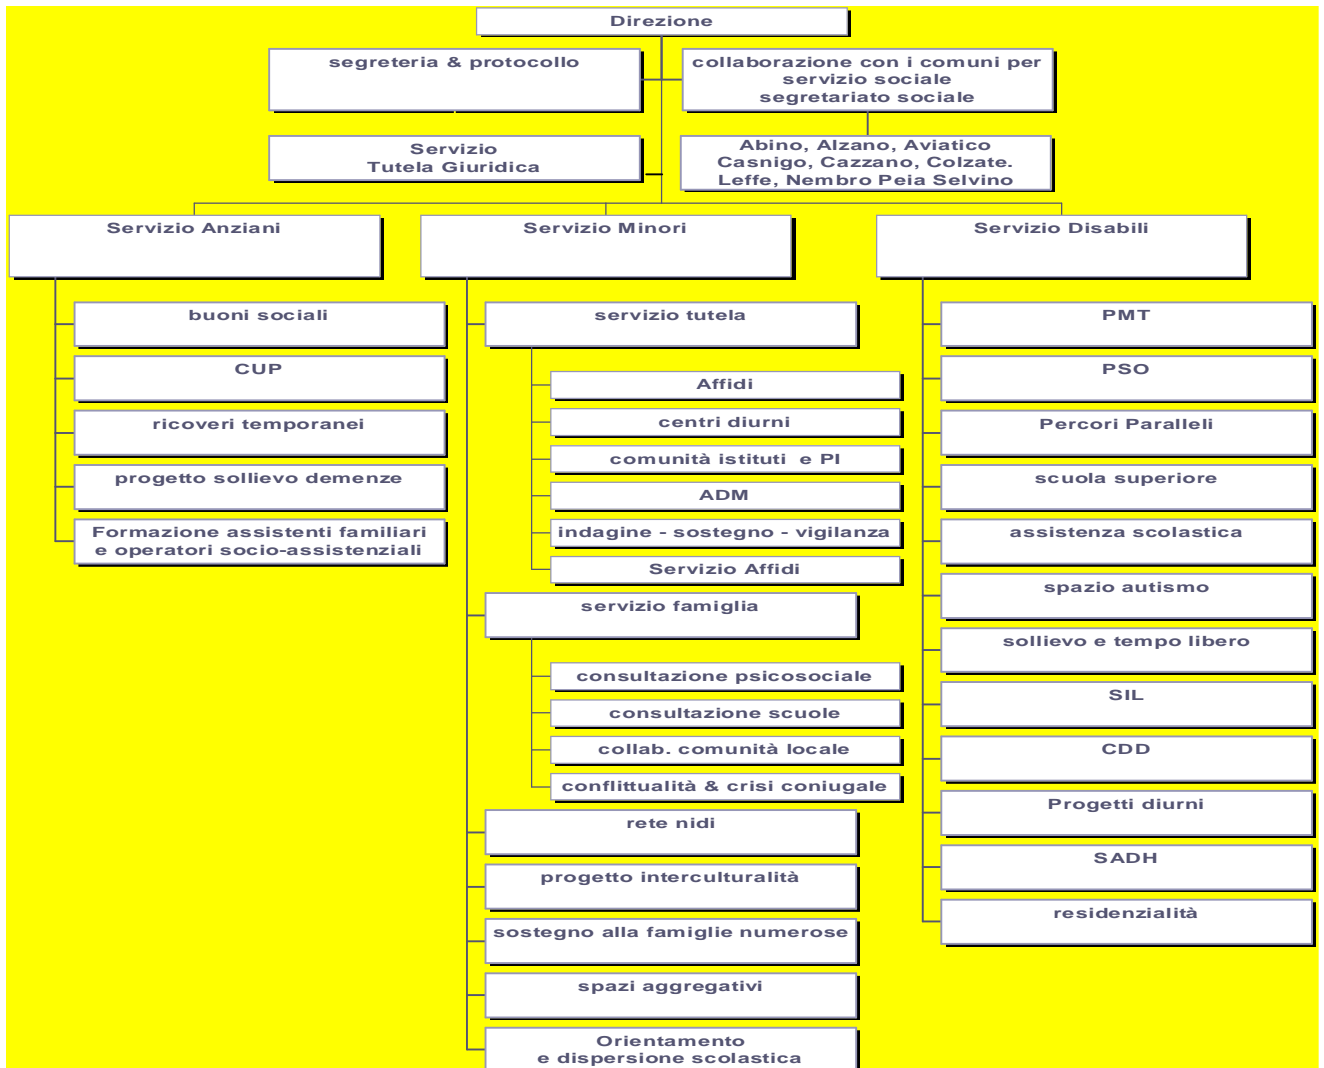 Direzione
segreteria & protocollo
collaborazione con i comuni per
servizio sociale
segretariato sociale
Servizio
Tutela Giuridica
Abino, Alzano, Aviatico
Casnigo, Cazzano, Colzate.
Leffe, Nembro Peia Selvino
Servizio Anziani
buoni sociali
CUP
ricoveri temporanei
progetto sollievo demenze
Formazione assistenti familiari
e operatori socio-assistenziali
Servizio Minori
servizio tutela
Affidi
centri diurni
comunità istituti e PI
ADM
indagine - sostegno - vigilanza
Servizio Affidi
servizio famiglia
consultazione psicosociale
consultazione scuole
collab. comunità locale
conflittualità & crisi coniugale
rete nidi
progetto interculturalità
sostegno alla famiglie numerose
spazi aggregativi
Orientamento
e dispersione scolastica
Servizio Disabili
PMT
PSO
Percori Paralleli
scuola superiore
assistenza scolastica
spazio autismo
sollievo e tempo libero
SIL
CDD
Progetti diurni
SADH
residenzialità